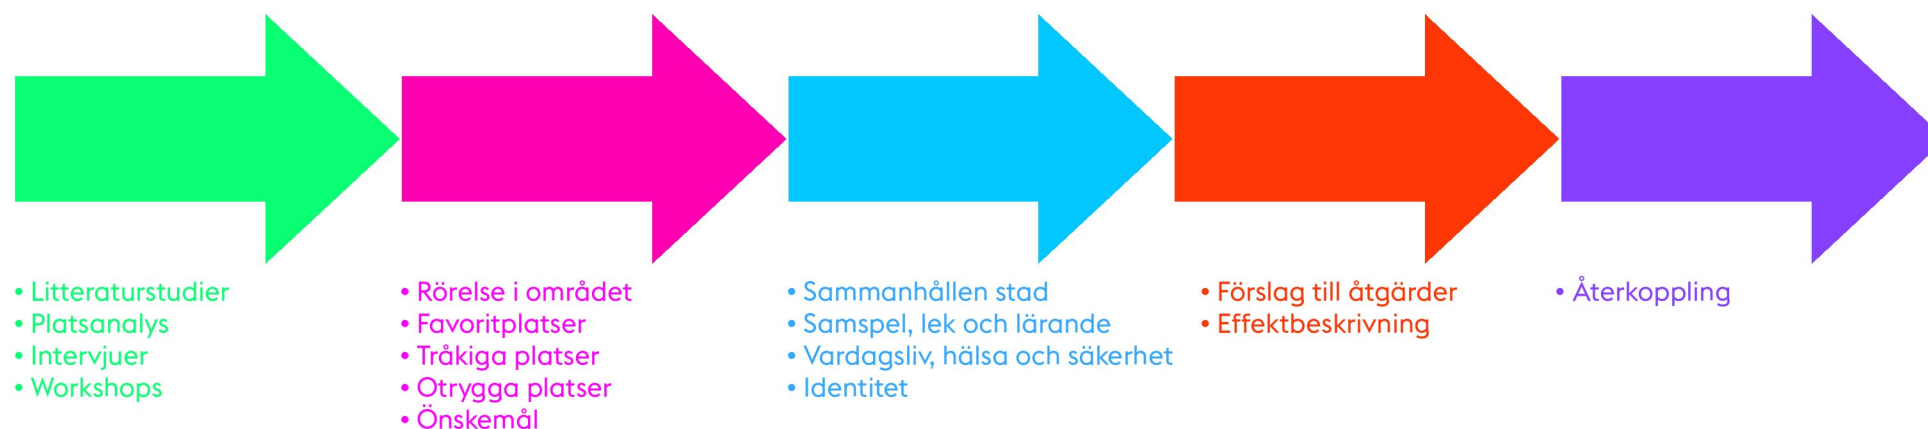 • Litteraturstudier
• Platsanalys
• Intervjuer
• Workshops
• Rörelse i området
• Favoritplatser
• Tråkiga platser
• Otrygga platser
• Önskemål
• Sammanhållen stad
• Samspel, lek och lärande
• Vardagsliv, hälsa och säkerhet
• Identitet
• Förslag till åtgärder
• Effektbeskrivning
• Återkoppling